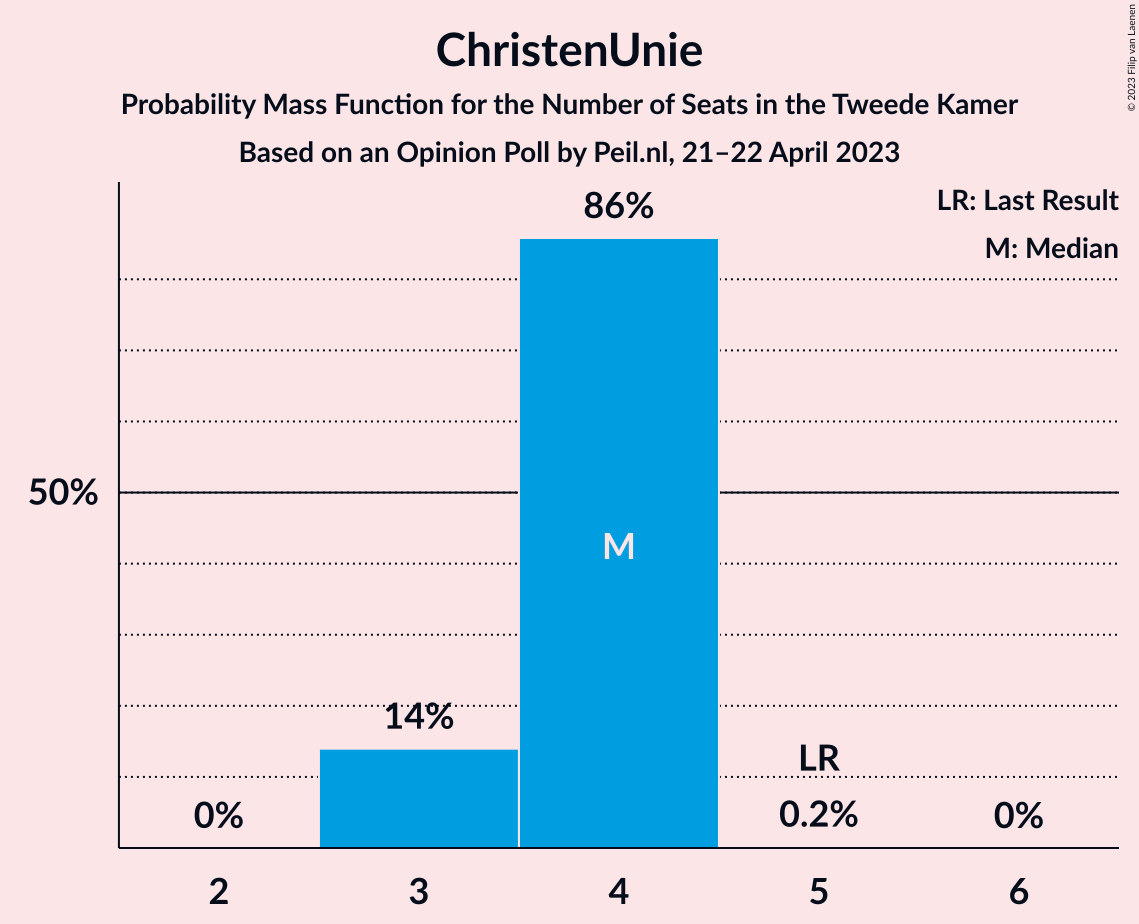 ChristenUnie
Probability Mass Function for the Number of Seats in the Tweede Kamer
Based on an Opinion Poll by Peil.nl, 21–22 April 2023
© 2023 Filip van Laenen
LR: Last Result
M: Median
86%
50%
M
14%
LR
0%
0.2%
0%
2
3
4
5
6